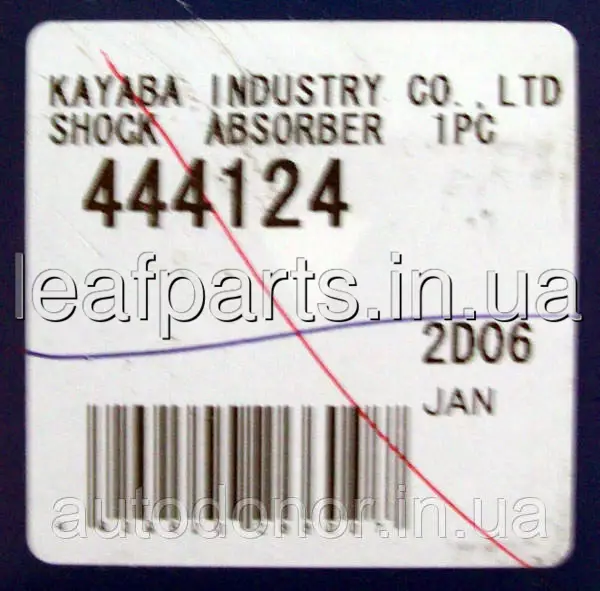 KAYABA INDUSTRY CO.,LTD
SHOCK ABSORBER 1PC
444124
leafparts.in.ua
2D06
JAN
autodonor.in.ua